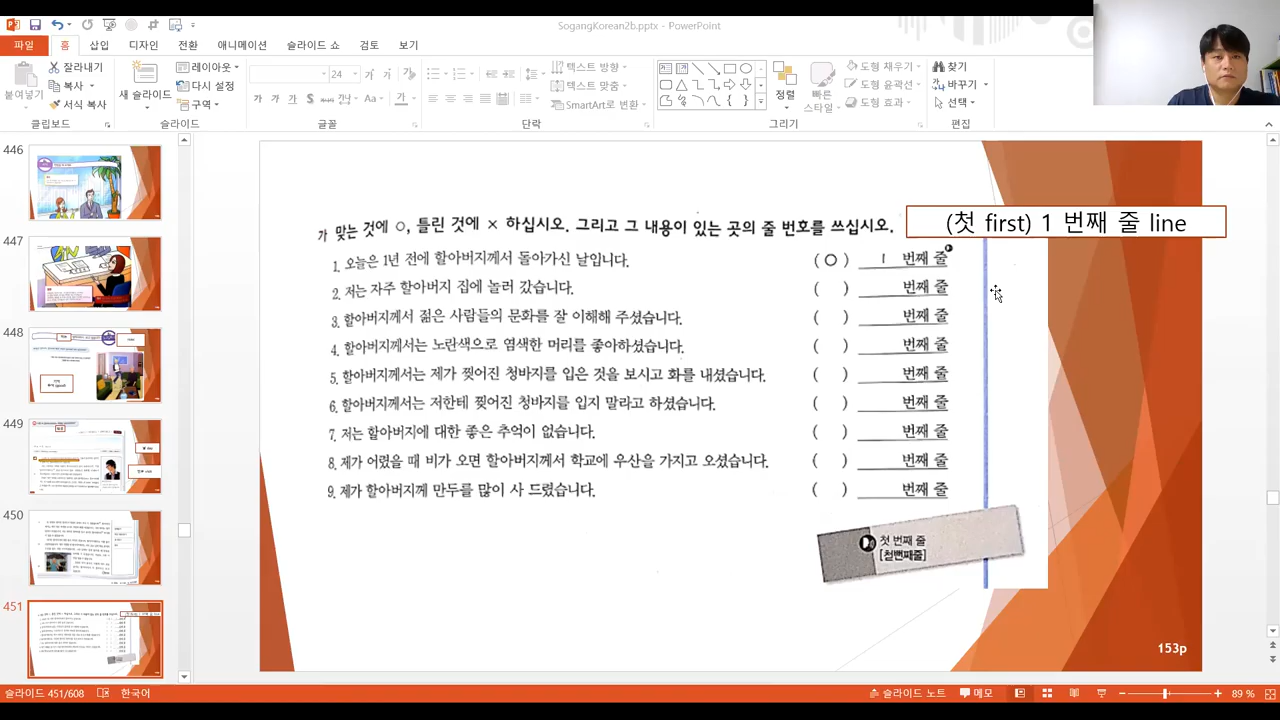 SogangKorean2b.pptx - PowerPoint
파일 홈 삽입 디자인 전환 애니메이션 슬라이드 쇼 검토 보기
붙여넣기
잘라내기
복사
서식 복사
클립보드
새 슬라이드
레이아웃
다시 설정
구역
슬라이드
24
가 가 가 S 가나 Aa 가
글꼴
텍스트 방향
텍스트 맞춤
SmartArt로 변환
단락
정렬
빠른 스타일
도형 채우기
도형 윤곽선
도형 효과
그리기
찾기
바꾸기
선택
편집
446
447
448
449
450
451
(첫 first) 1 번째 줄 line
가 맞는 것에 ○, 틀린 것에 × 하십시오. 그리고 그 내용이 있는 곳의 줄 번호를 쓰십시오.
1. 오늘은 1년 전에 할아버지께서 돌아가신 날입니다. ( ○ ) 1 번째 줄
2. 저는 자주 할아버지 집에 놀러 갔습니다. ( ) 번째 줄
3. 할아버지께서 젊은 사람들의 문화를 잘 이해해 주셨습니다. ( ) 번째 줄
4. 할아버지께서는 노란색으로 염색한 머리를 좋아하셨습니다. ( ) 번째 줄
5. 할아버지께서는 제가 찢어진 청바지를 입은 것을 보시고 화를 내셨습니다. ( ) 번째 줄
6. 할아버지께서는 저한테 찢어진 청바지를 입지 말라고 하셨습니다. ( ) 번째 줄
7. 저는 할아버지에 대한 좋은 추억이 없습니다. ( ) 번째 줄
8. 제가 어렸을 때 비가 오면 할아버지께서 학교에 우산을 가지고 오셨습니다. ( ) 번째 줄
9. 제가 할아버지께 만두를 많이 사 드렸습니다. ( ) 번째 줄
첫 번째 줄
[첟뻔째줄]
153p
슬라이드 451/608 한국어 슬라이드 노트 메모 89 %